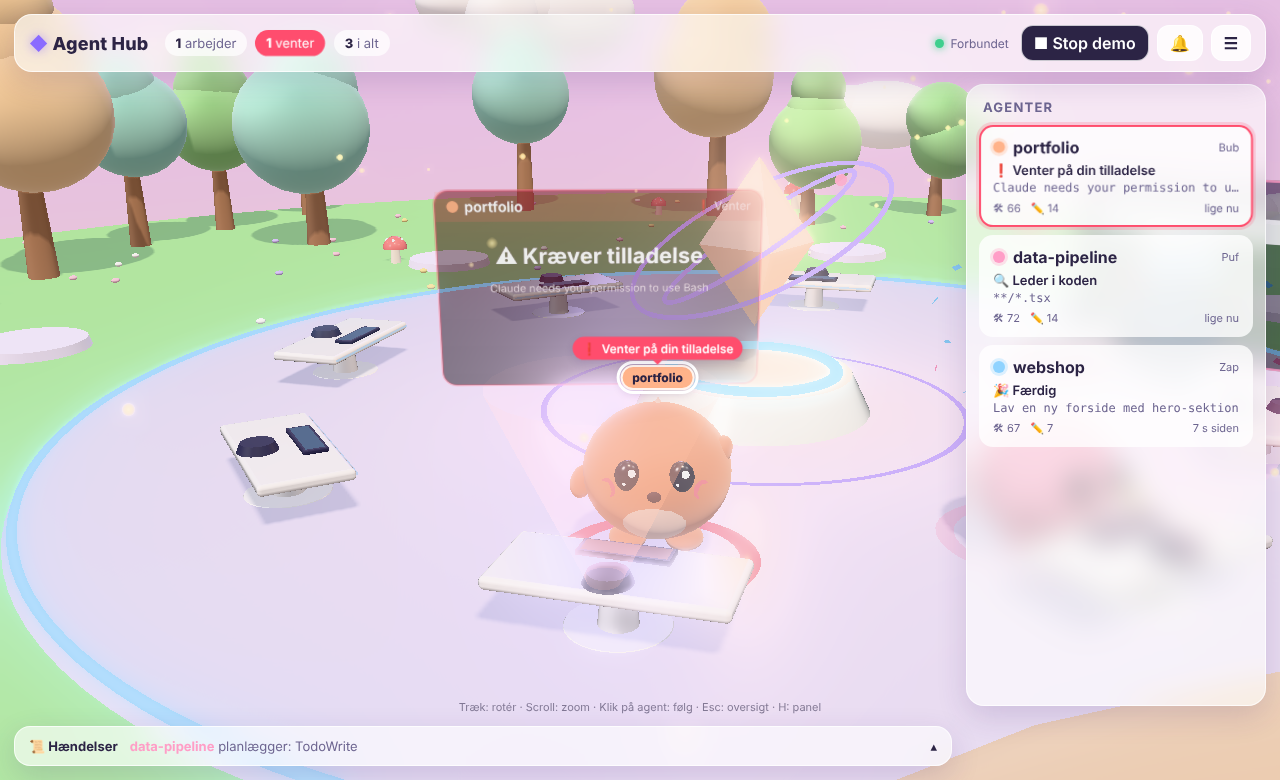 Agent Hub
1 arbejder
1 venter
3 i alt
Forbundet
Stop demo
AGENTER
portfolio
Bub
❗ Venter på din tilladelse
Claude needs your permission to u…
🛠 66 ✏️ 14
lige nu
data-pipeline
Puf
🔍 Leder i koden
**/*.tsx
🛠 72 ✏️ 14
lige nu
webshop
Zap
🎉 Færdig
Lav en ny forside med hero-sektion
🛠 67 ✏️ 7
7 s siden
portfolio
Venter
⚠ Kræver tilladelse
Claude needs your permission to use Bash
❗ Venter på din tilladelse
portfolio
Træk: rotér · Scroll: zoom · Klik på agent: følg · Esc: oversigt · H: panel
📜 Hændelser data-pipeline planlægger: TodoWrite